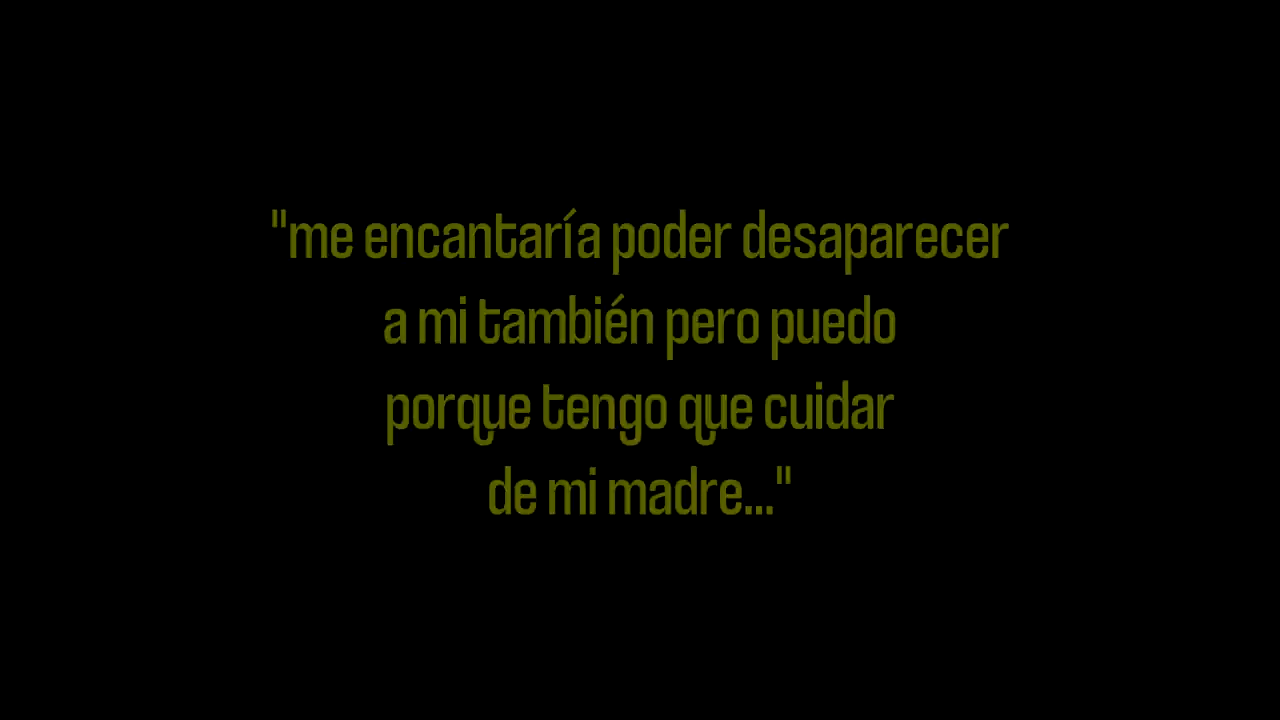 "me encantaría poder desaparecer
a mi también pero puedo
porque tengo que cuidar
de mi madre..."